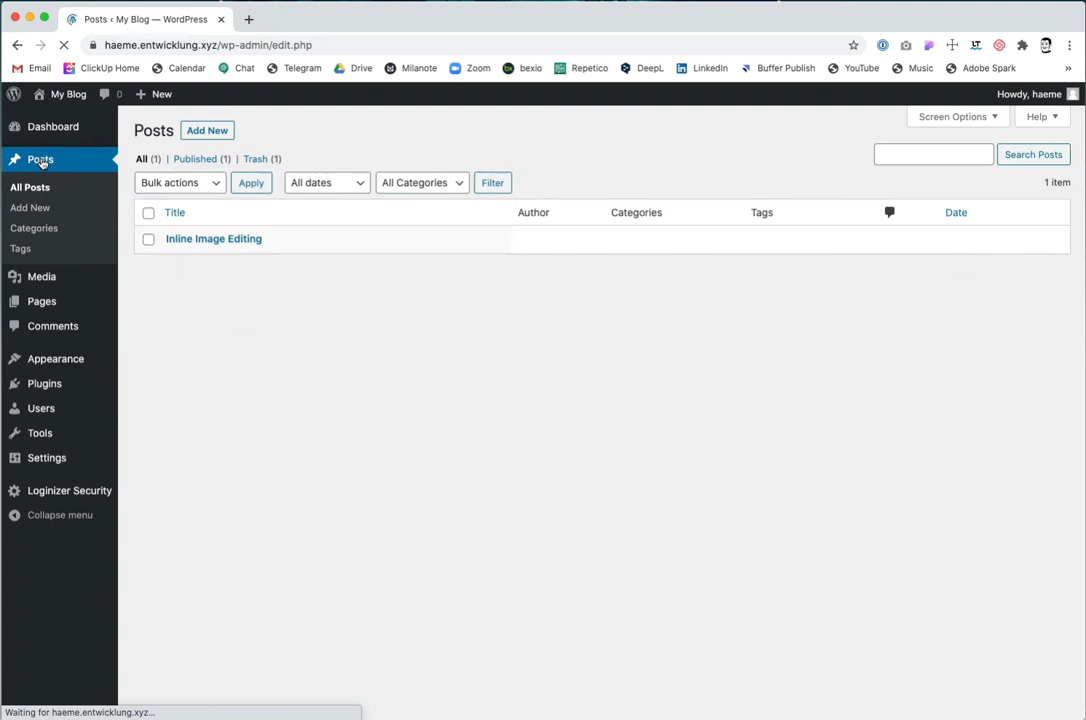 Posts ‹ My Blog — WordPress
haeme.entwicklung.xyz/wp-admin/edit.php
Email ClickUp Home Calendar Chat Telegram Drive Milanote Zoom bexio Repetico DeepL LinkedIn Buffer Publish YouTube Music Adobe Spark »
My Blog 0 New Howdy, haeme
Screen Options Help
Dashboard
Posts
All Posts
Add New
Categories
Tags
Media
Pages
Comments
Appearance
Plugins
Users
Tools
Settings
Loginizer Security
Collapse menu
Posts Add New
All (1) | Published (1) | Trash (1)
Search Posts
Bulk actions Apply All dates All Categories Filter 1 item
Title Author Categories Tags Date
Inline Image Editing
Waiting for haeme.entwicklung.xyz...